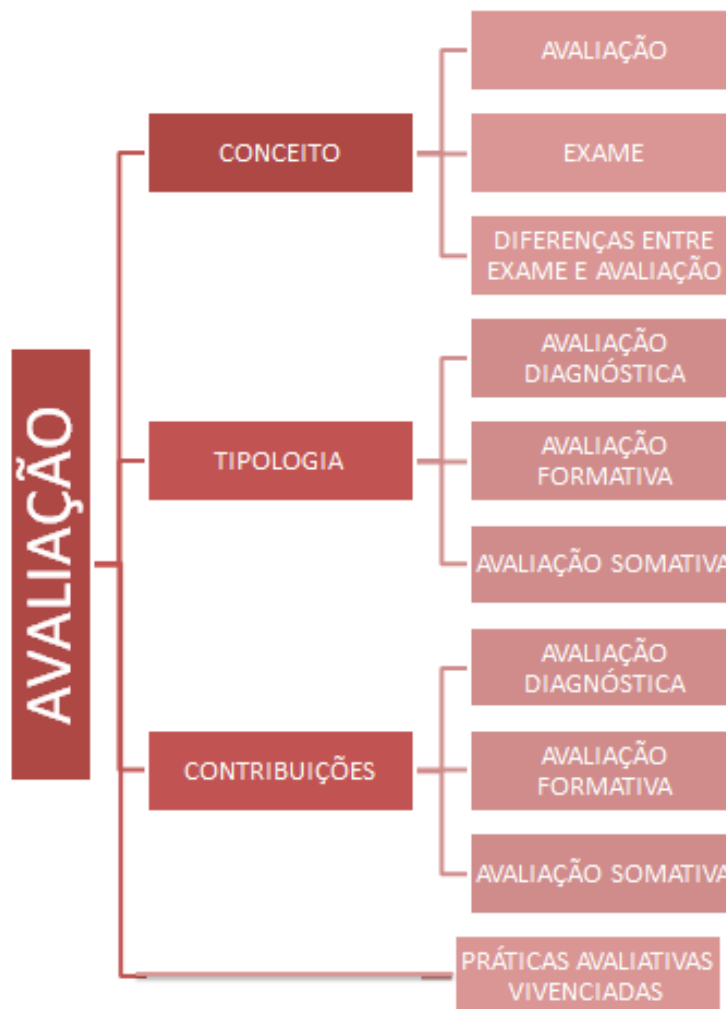 AVALIAÇÃO
CONCEITO
AVALIAÇÃO
EXAME
DIFERENÇAS ENTRE
EXAME E AVALIAÇÃO
TIPOLOGIA
AVALIAÇÃO
DIAGNÓSTICA
AVALIAÇÃO
FORMATIVA
AVALIAÇÃO SOMATIVA
CONTRIBUIÇÕES
AVALIAÇÃO
DIAGNÓSTICA
AVALIAÇÃO
FORMATIVA
AVALIAÇÃO SOMATIVA
PRÁTICAS AVALIATIVAS
VIVENCIADAS